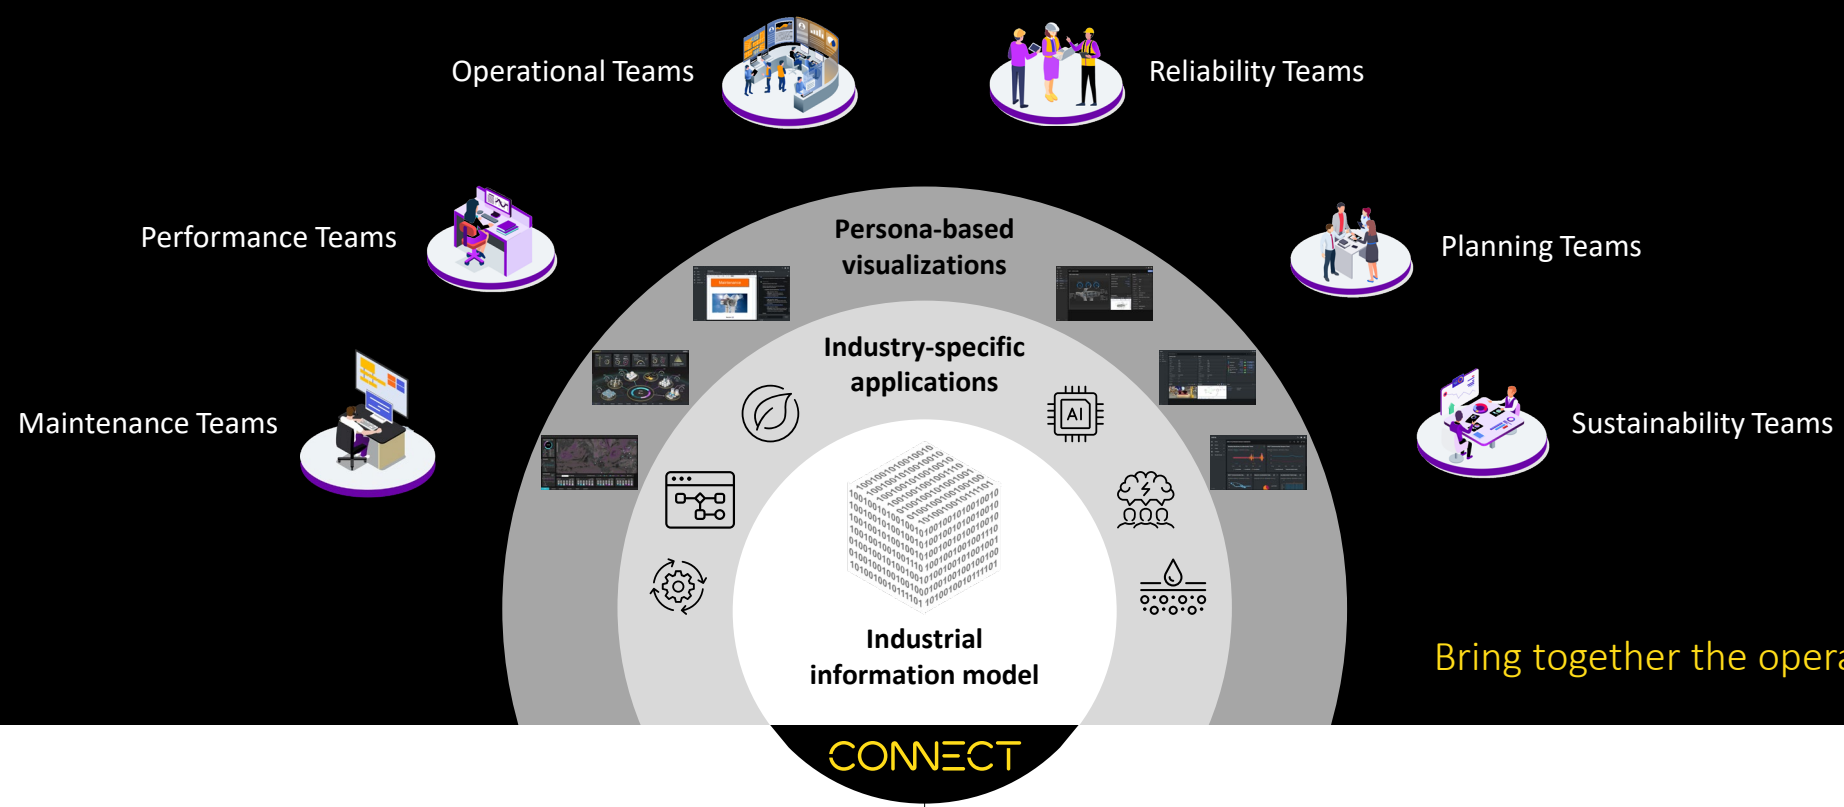 Operational Teams
Reliability Teams
Performance Teams
Planning Teams
Maintenance Teams
Sustainability Teams
Persona-based
visualizations
Industry-specific
applications
AI
Industrial
information model
Bring together the opera
CONNECT